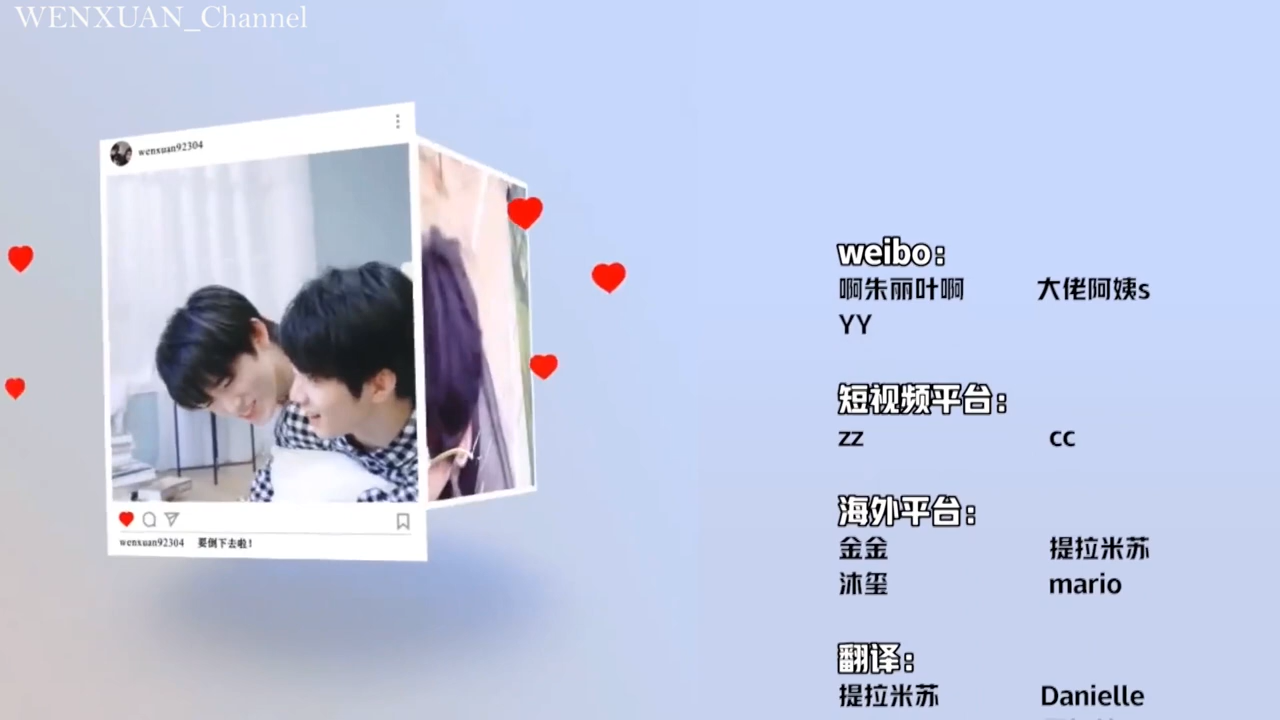 WENXUAN_Channel
wenxuan92304
wenxuan92304 要倒下去啦!
weibo:
啊朱丽叶啊 大佬阿姨s
YY
短视频平台:
zz cc
海外平台:
金金 提拉米苏
沐玺 mario
翻译:
提拉米苏 Danielle